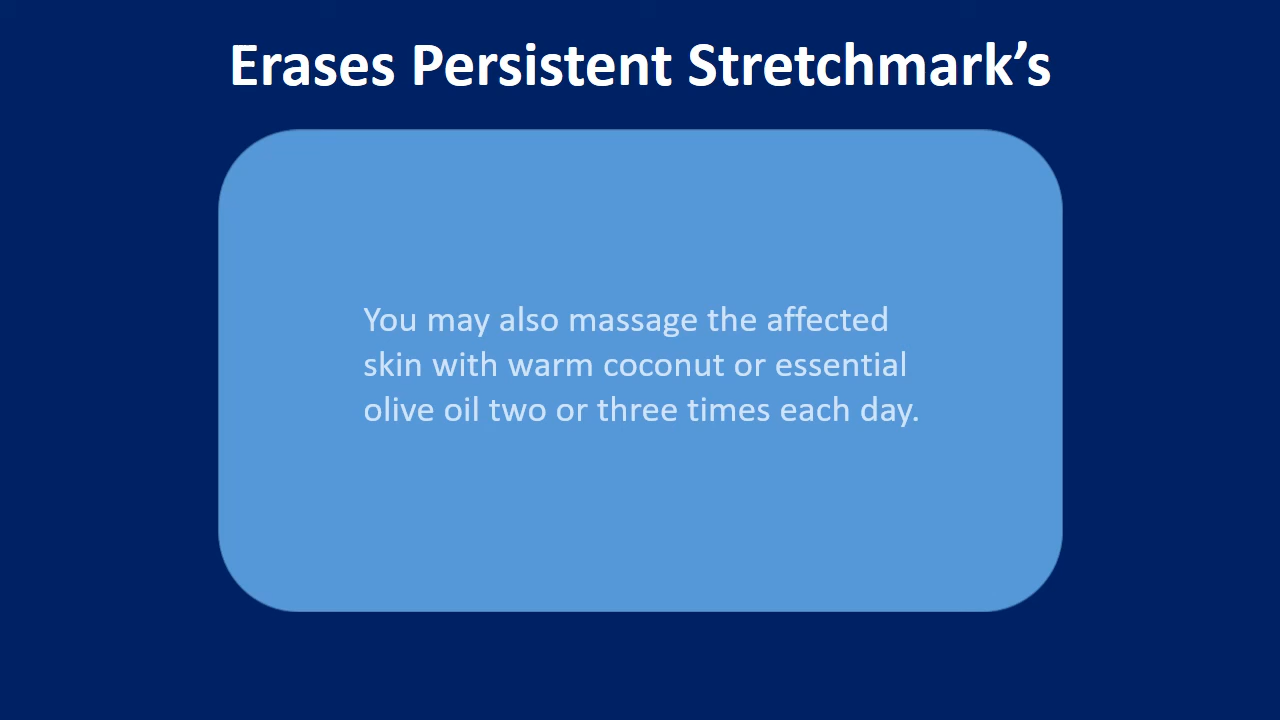 Erases Persistent Stretchmark’s
You may also massage the affected
skin with warm coconut or essential
olive oil two or three times each day.